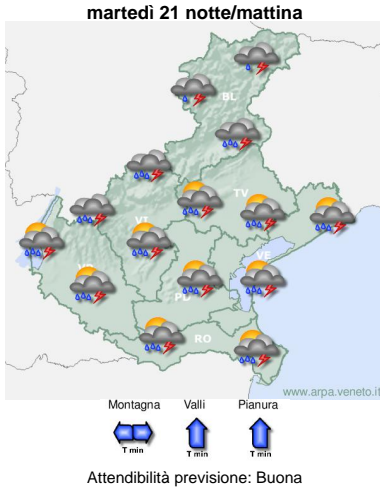 martedì 21 notte/mattina
BL
TV
VI
VE
VR
PD
RO
www.arpa.veneto.it
Montagna Valli Pianura
T min T min T min
Attendibilità previsione: Buona